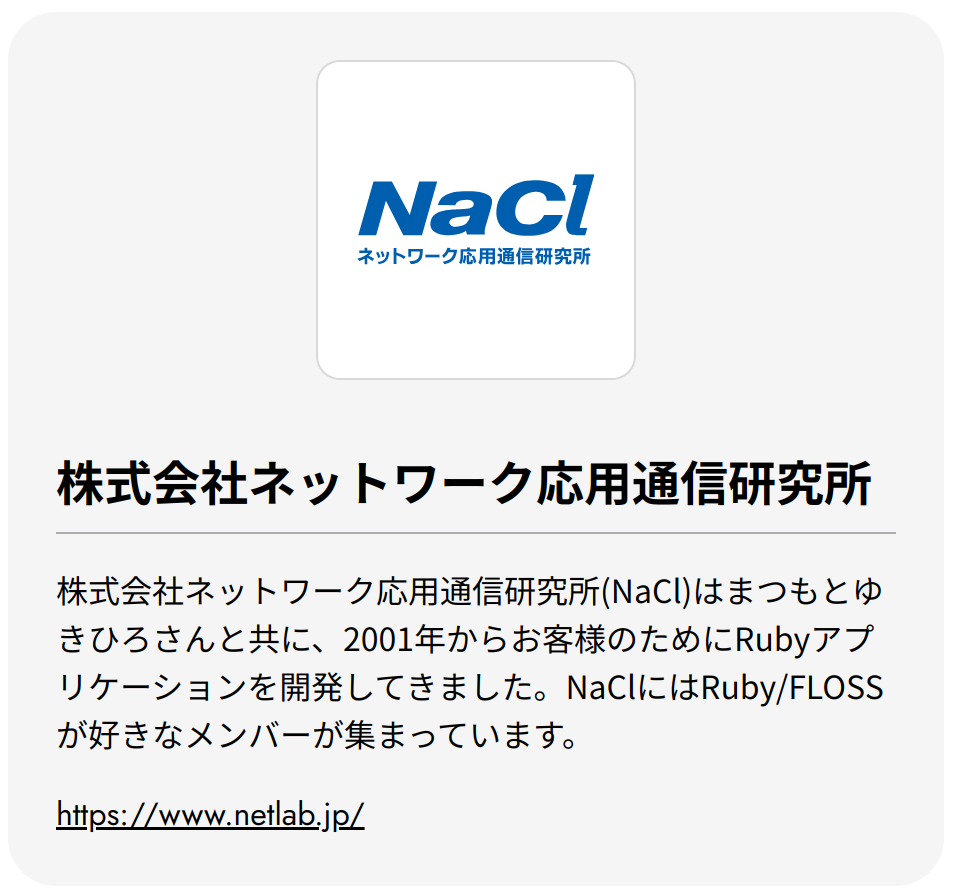 NaCl
ネットワーク応用通信研究所
株式会社ネットワーク応用通信研究所
株式会社ネットワーク応用通信研究所(NaCl)はまつもとゆ
きひろさんと共に、2001年からお客様のためにRubyアプ
リケーションを開発してきました。NaClにはRuby/FLOSS
が好きなメンバーが集まっています。
https://www.netlab.jp/